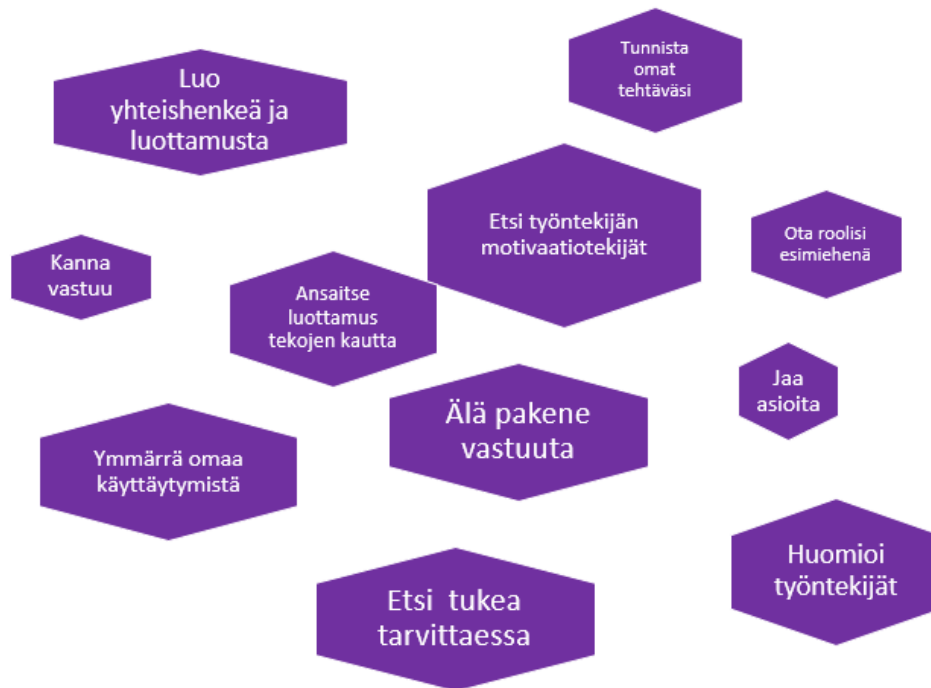 Luo
yhteishenkeä ja
luottamusta
Tunnista
omat
tehtäväsi
Etsi työntekijän
motivaatiotekijät
Ota roolisi
esimiehenä
Kanna
vastuu
Ansaitse
luottamus
tekojen kautta
Jaa
asioita
Älä pakene
vastuuta
Ymmärrä omaa
käyttäytymistä
Huomioi
työntekijät
Etsi  tukea
tarvittaessa